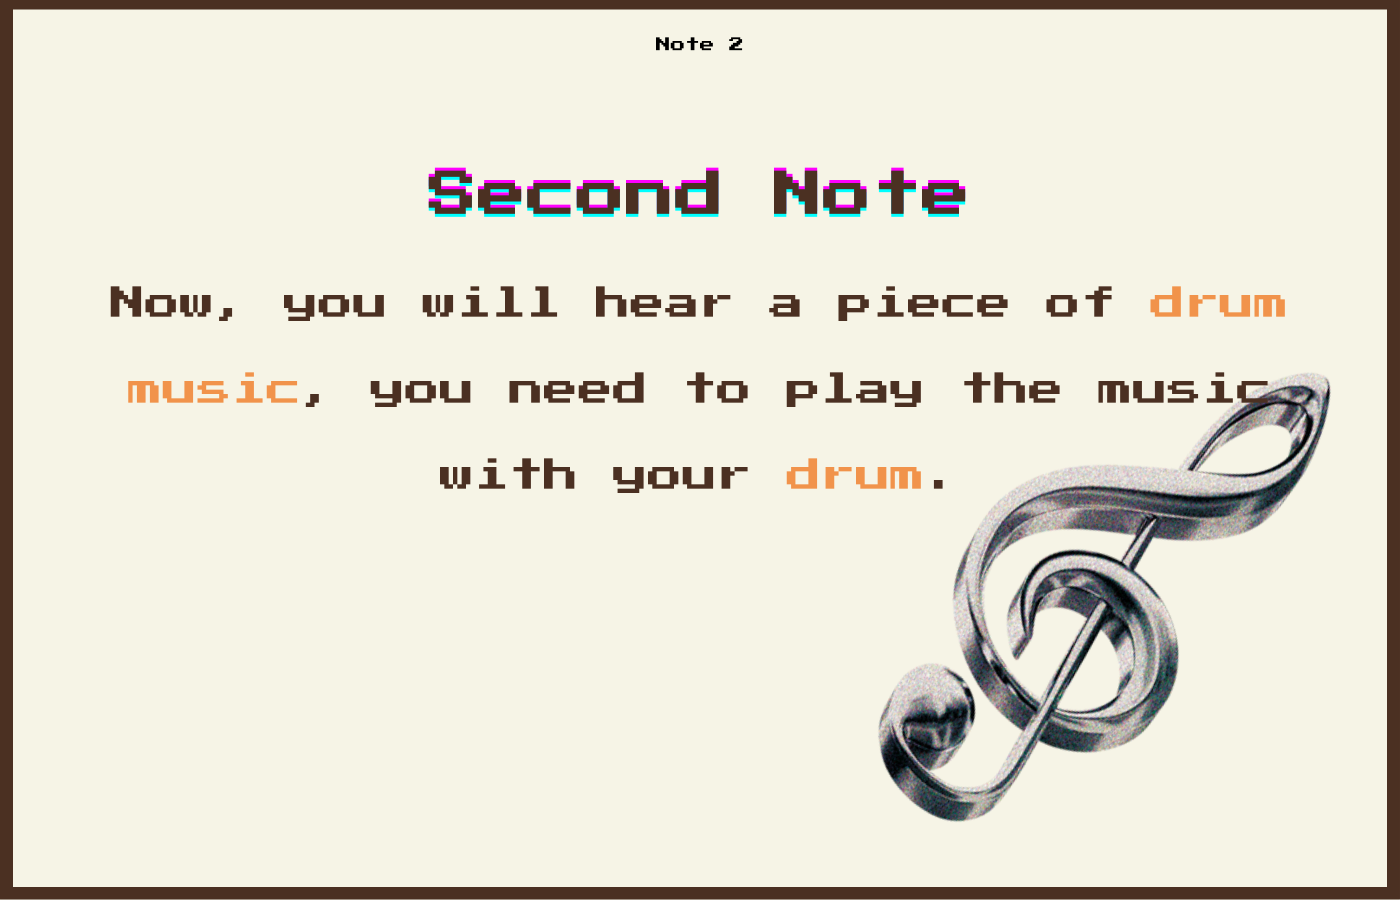 Note 2
Second Note
Now, you will hear a piece of drum
music, you need to play the music
with your drum.